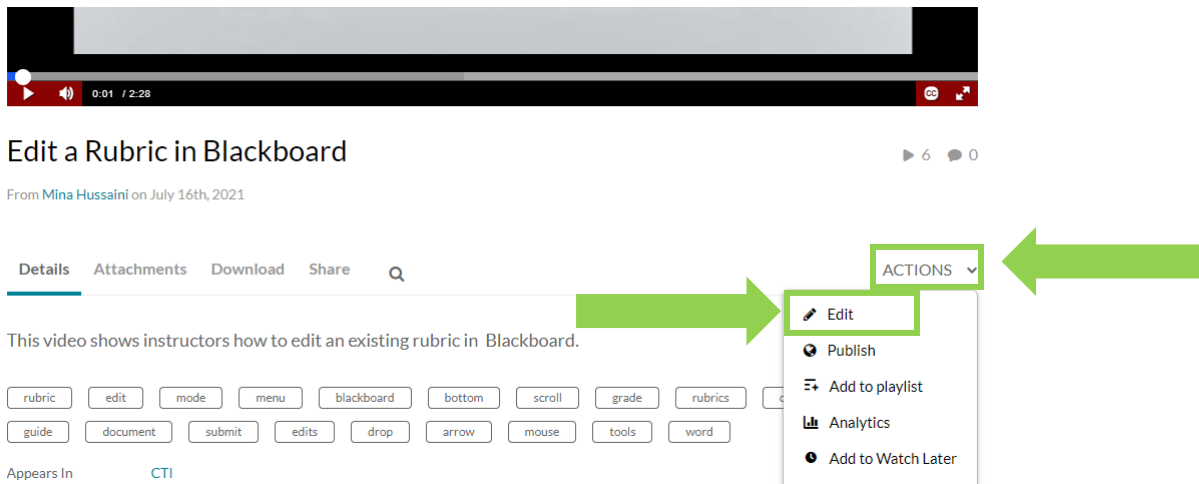 0:01 / 2:28
CC
Edit a Rubric in Blackboard
6 0
From Mina Hussaini on July 16th, 2021
Details Attachments Download Share
ACTIONS
Edit
This video shows instructors how to edit an existing rubric in Blackboard.
Publish
Add to playlist
rubric edit mode menu blackboard bottom scroll grade rubrics
Analytics
guide document submit edits drop arrow mouse tools word
Add to Watch Later
Appears In CTI